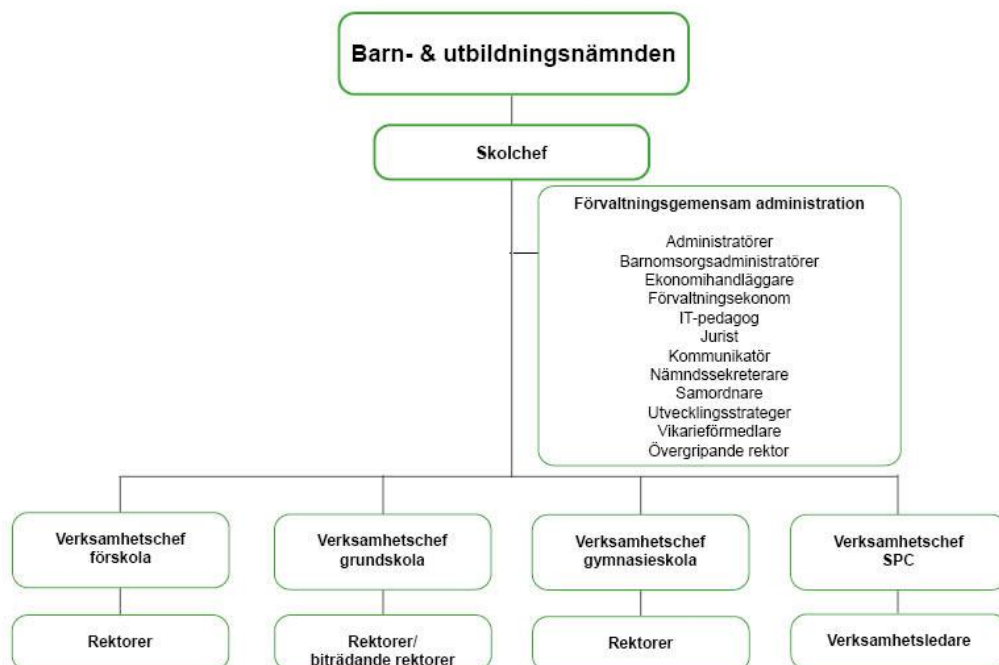 Barn- & utbildningsnämnden
Skolchef
Förvaltningsgemensam administration
Administratörer
Barnomsorgsadministratörer
Ekonomihandläggare
Förvaltningsekonom
IT-pedagog
Jurist
Kommunikatör
Nämndssekreterare
Samordnare
Utvecklingsstrateger
Vikarieförmedlare
Övergripande rektor
Verksamhetschef
förskola
Verksamhetschef
grundskola
Verksamhetschef
gymnasieskola
Verksamhetschef
SPC
Rektorer
Rektorer/
biträdande rektorer
Rektorer
Verksamhetsledare